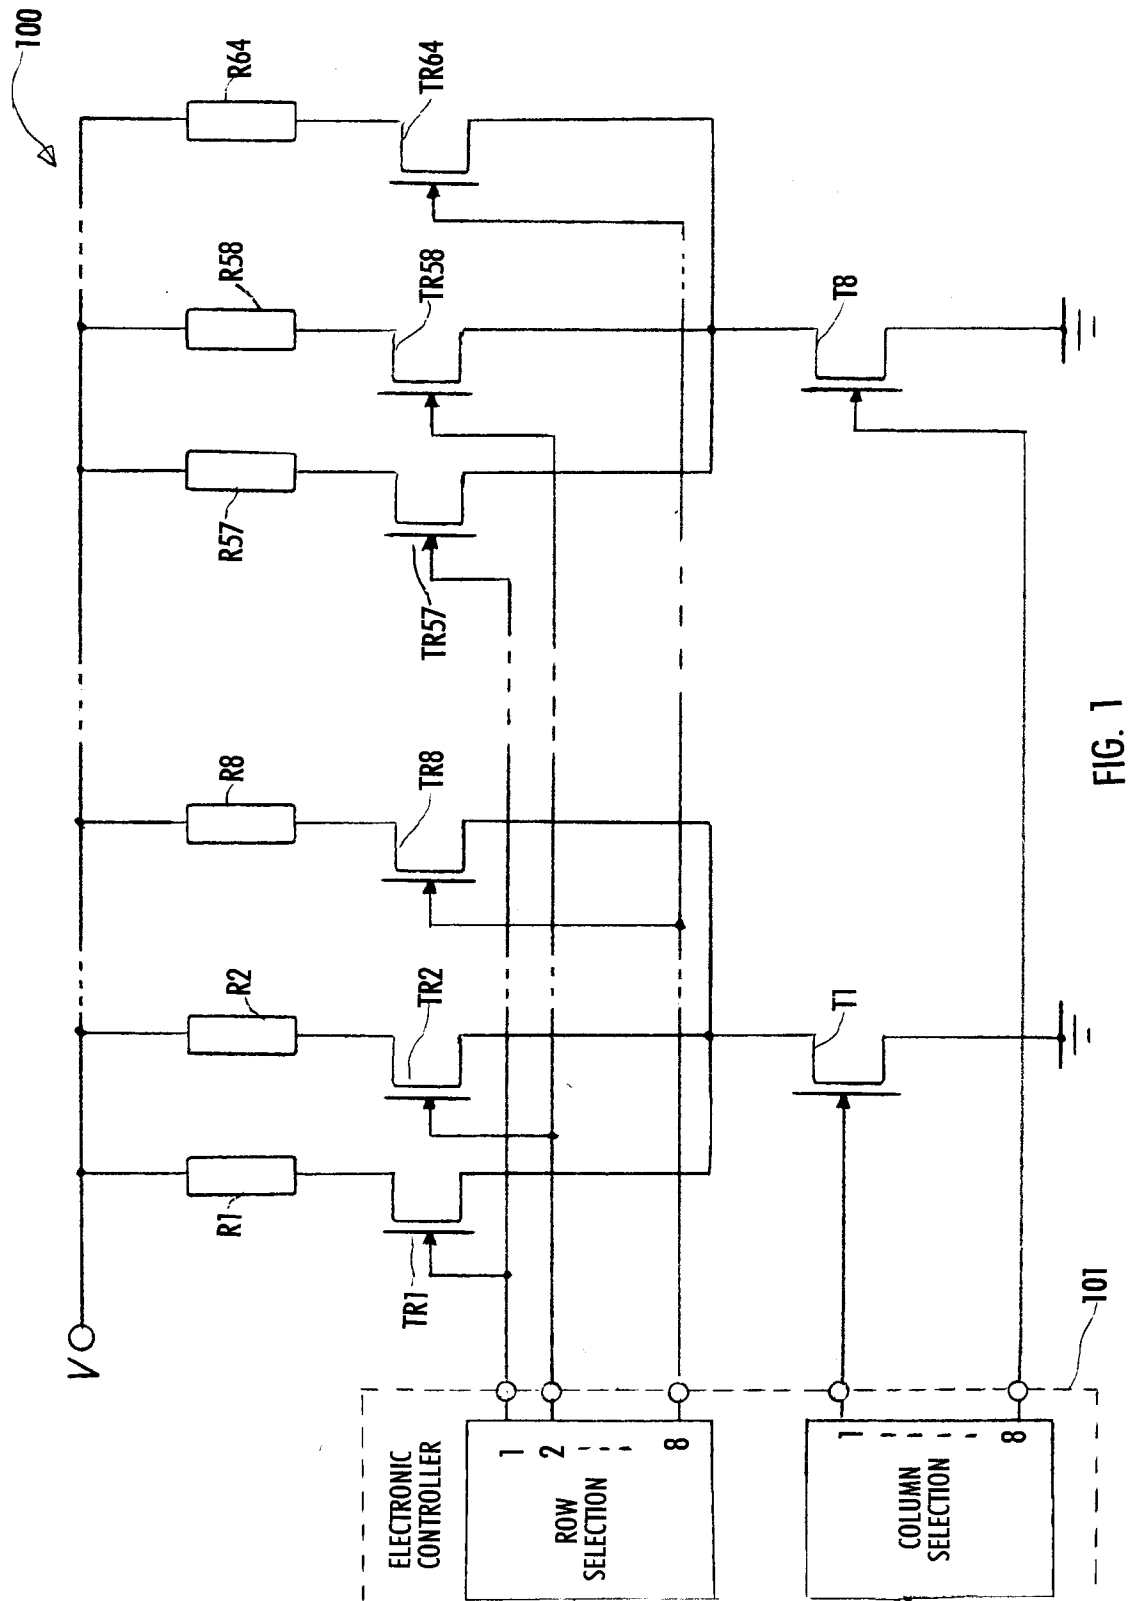 100
V
R1
R2
R8
R57
R58
R64
TR1
TR2
TR8
TR57
TR58
TR64
T1
T8
ELECTRONIC
CONTROLLER
ROW
SELECTION
1
2
8
COLUMN
SELECTION
1
8
101
FIG. 1